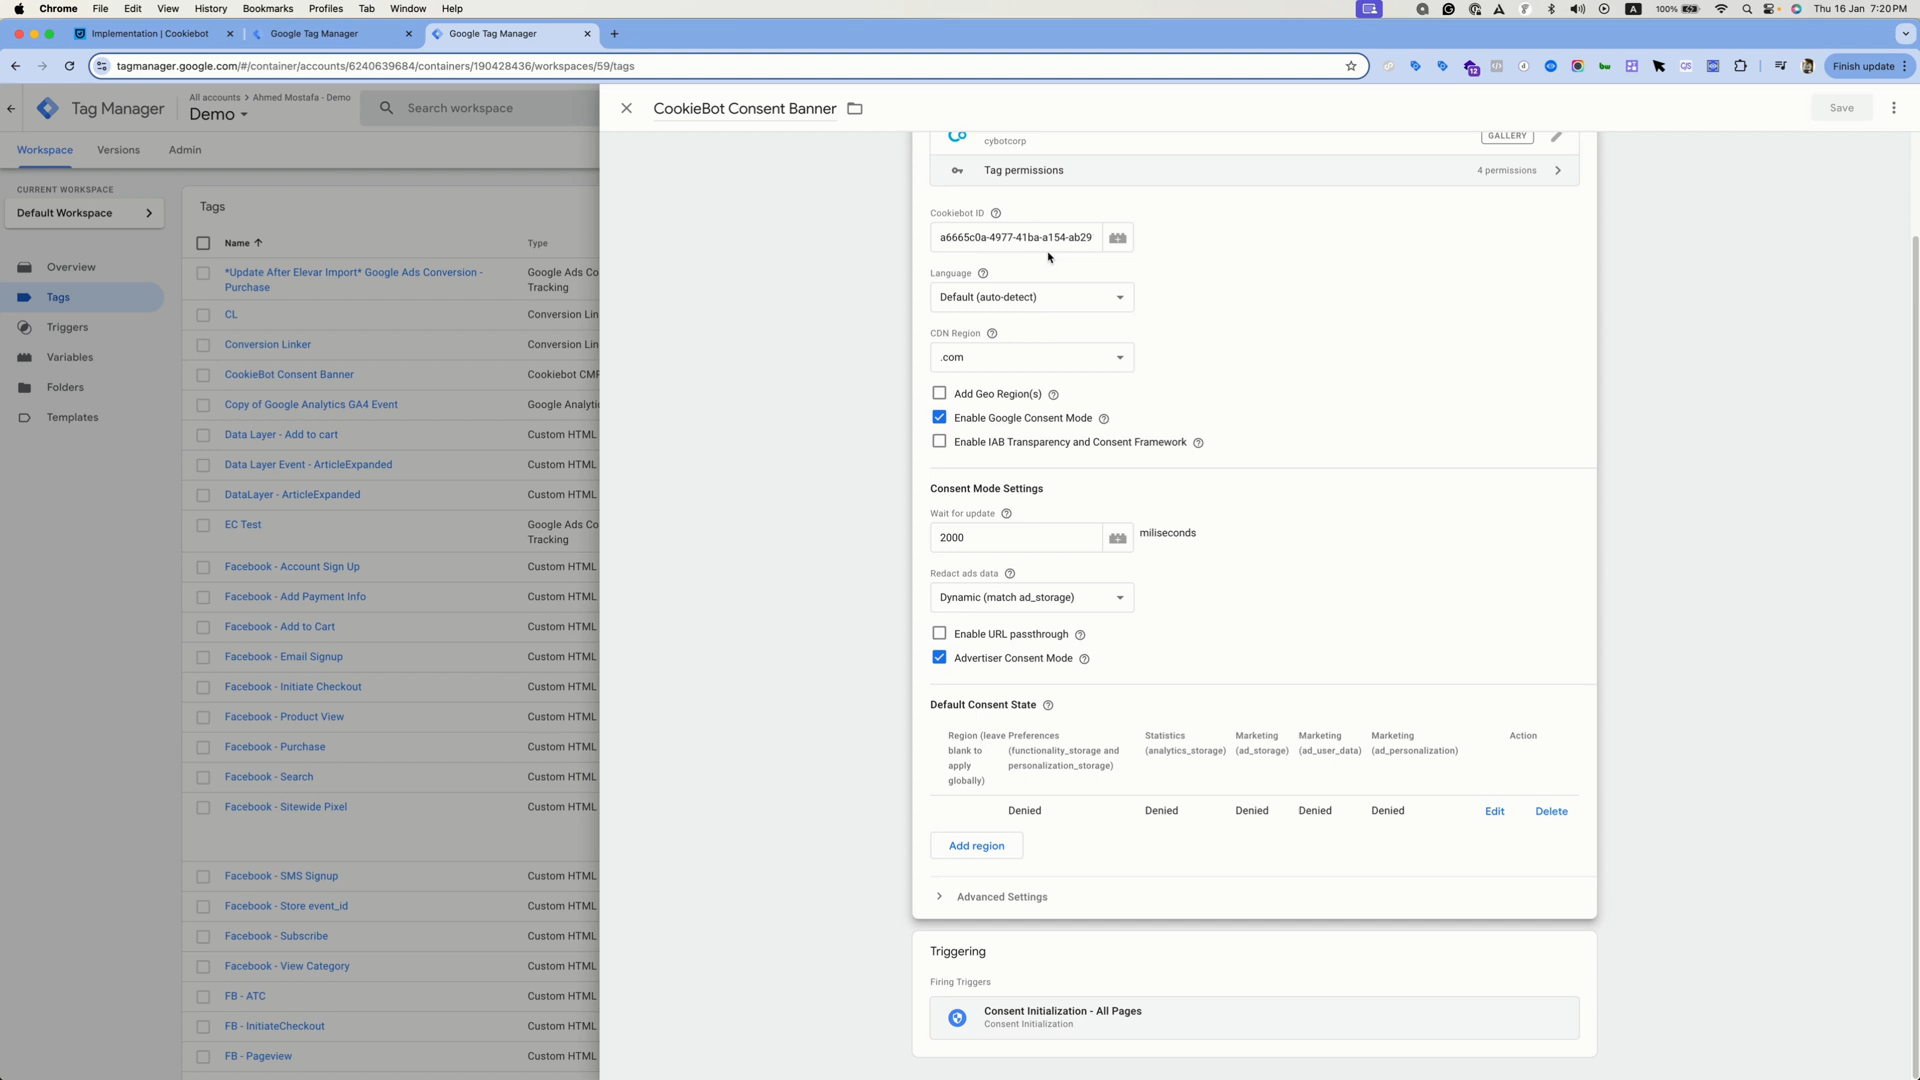 Chrome File Edit View History Bookmarks Profiles Tab Window Help
100% Thu 16 Jan 7:20 PM
Implementation | Cookiebot
Google Tag Manager
Google Tag Manager
tagmanager.google.com/#/container/accounts/6240639684/containers/190428436/workspaces/59/tags
12
Finish update
Tag Manager
All accounts > Ahmed Mostafa - Demo
Demo
Search workspace
CookieBot Consent Banner
Save
Workspace Versions Admin
CURRENT WORKSPACE
Default Workspace
Overview
Tags
Triggers
Variables
Folders
Templates
Tags
Name Type
*Update After Elevar Import* Google Ads Conversion - Google Ads Co
Purchase Tracking
CL Conversion Lin
Conversion Linker Conversion Lin
CookieBot Consent Banner Cookiebot CMF
Copy of Google Analytics GA4 Event Google Analyti
Data Layer - Add to cart Custom HTML
Data Layer Event - ArticleExpanded Custom HTML
DataLayer - ArticleExpanded Custom HTML
EC Test Google Ads Co
Tracking
Facebook - Account Sign Up Custom HTML
Facebook - Add Payment Info Custom HTML
Facebook - Add to Cart Custom HTML
Facebook - Email Signup Custom HTML
Facebook - Initiate Checkout Custom HTML
Facebook - Product View Custom HTML
Facebook - Purchase Custom HTML
Facebook - Search Custom HTML
Facebook - Sitewide Pixel Custom HTML
Facebook - SMS Signup Custom HTML
Facebook - Store event_id Custom HTML
Facebook - Subscribe Custom HTML
Facebook - View Category Custom HTML
FB - ATC Custom HTML
FB - InitiateCheckout Custom HTML
FB - Pageview Custom HTML
cybotcorp
GALLERY
Tag permissions 4 permissions
Cookiebot ID
a6665c0a-4977-41ba-a154-ab29
Language
Default (auto-detect)
CDN Region
.com
Add Geo Region(s)
Enable Google Consent Mode
Enable IAB Transparency and Consent Framework
Consent Mode Settings
Wait for update
2000 miliseconds
Redact ads data
Dynamic (match ad_storage)
Enable URL passthrough
Advertiser Consent Mode
Default Consent State
Region (leave Preferences Statistics Marketing Marketing Marketing Action
blank to (functionality_storage and (analytics_storage) (ad_storage) (ad_user_data) (ad_personalization)
apply personalization_storage)
globally)
Denied Denied Denied Denied Denied Edit Delete
Add region
Advanced Settings
Triggering
Firing Triggers
Consent Initialization - All Pages
Consent Initialization